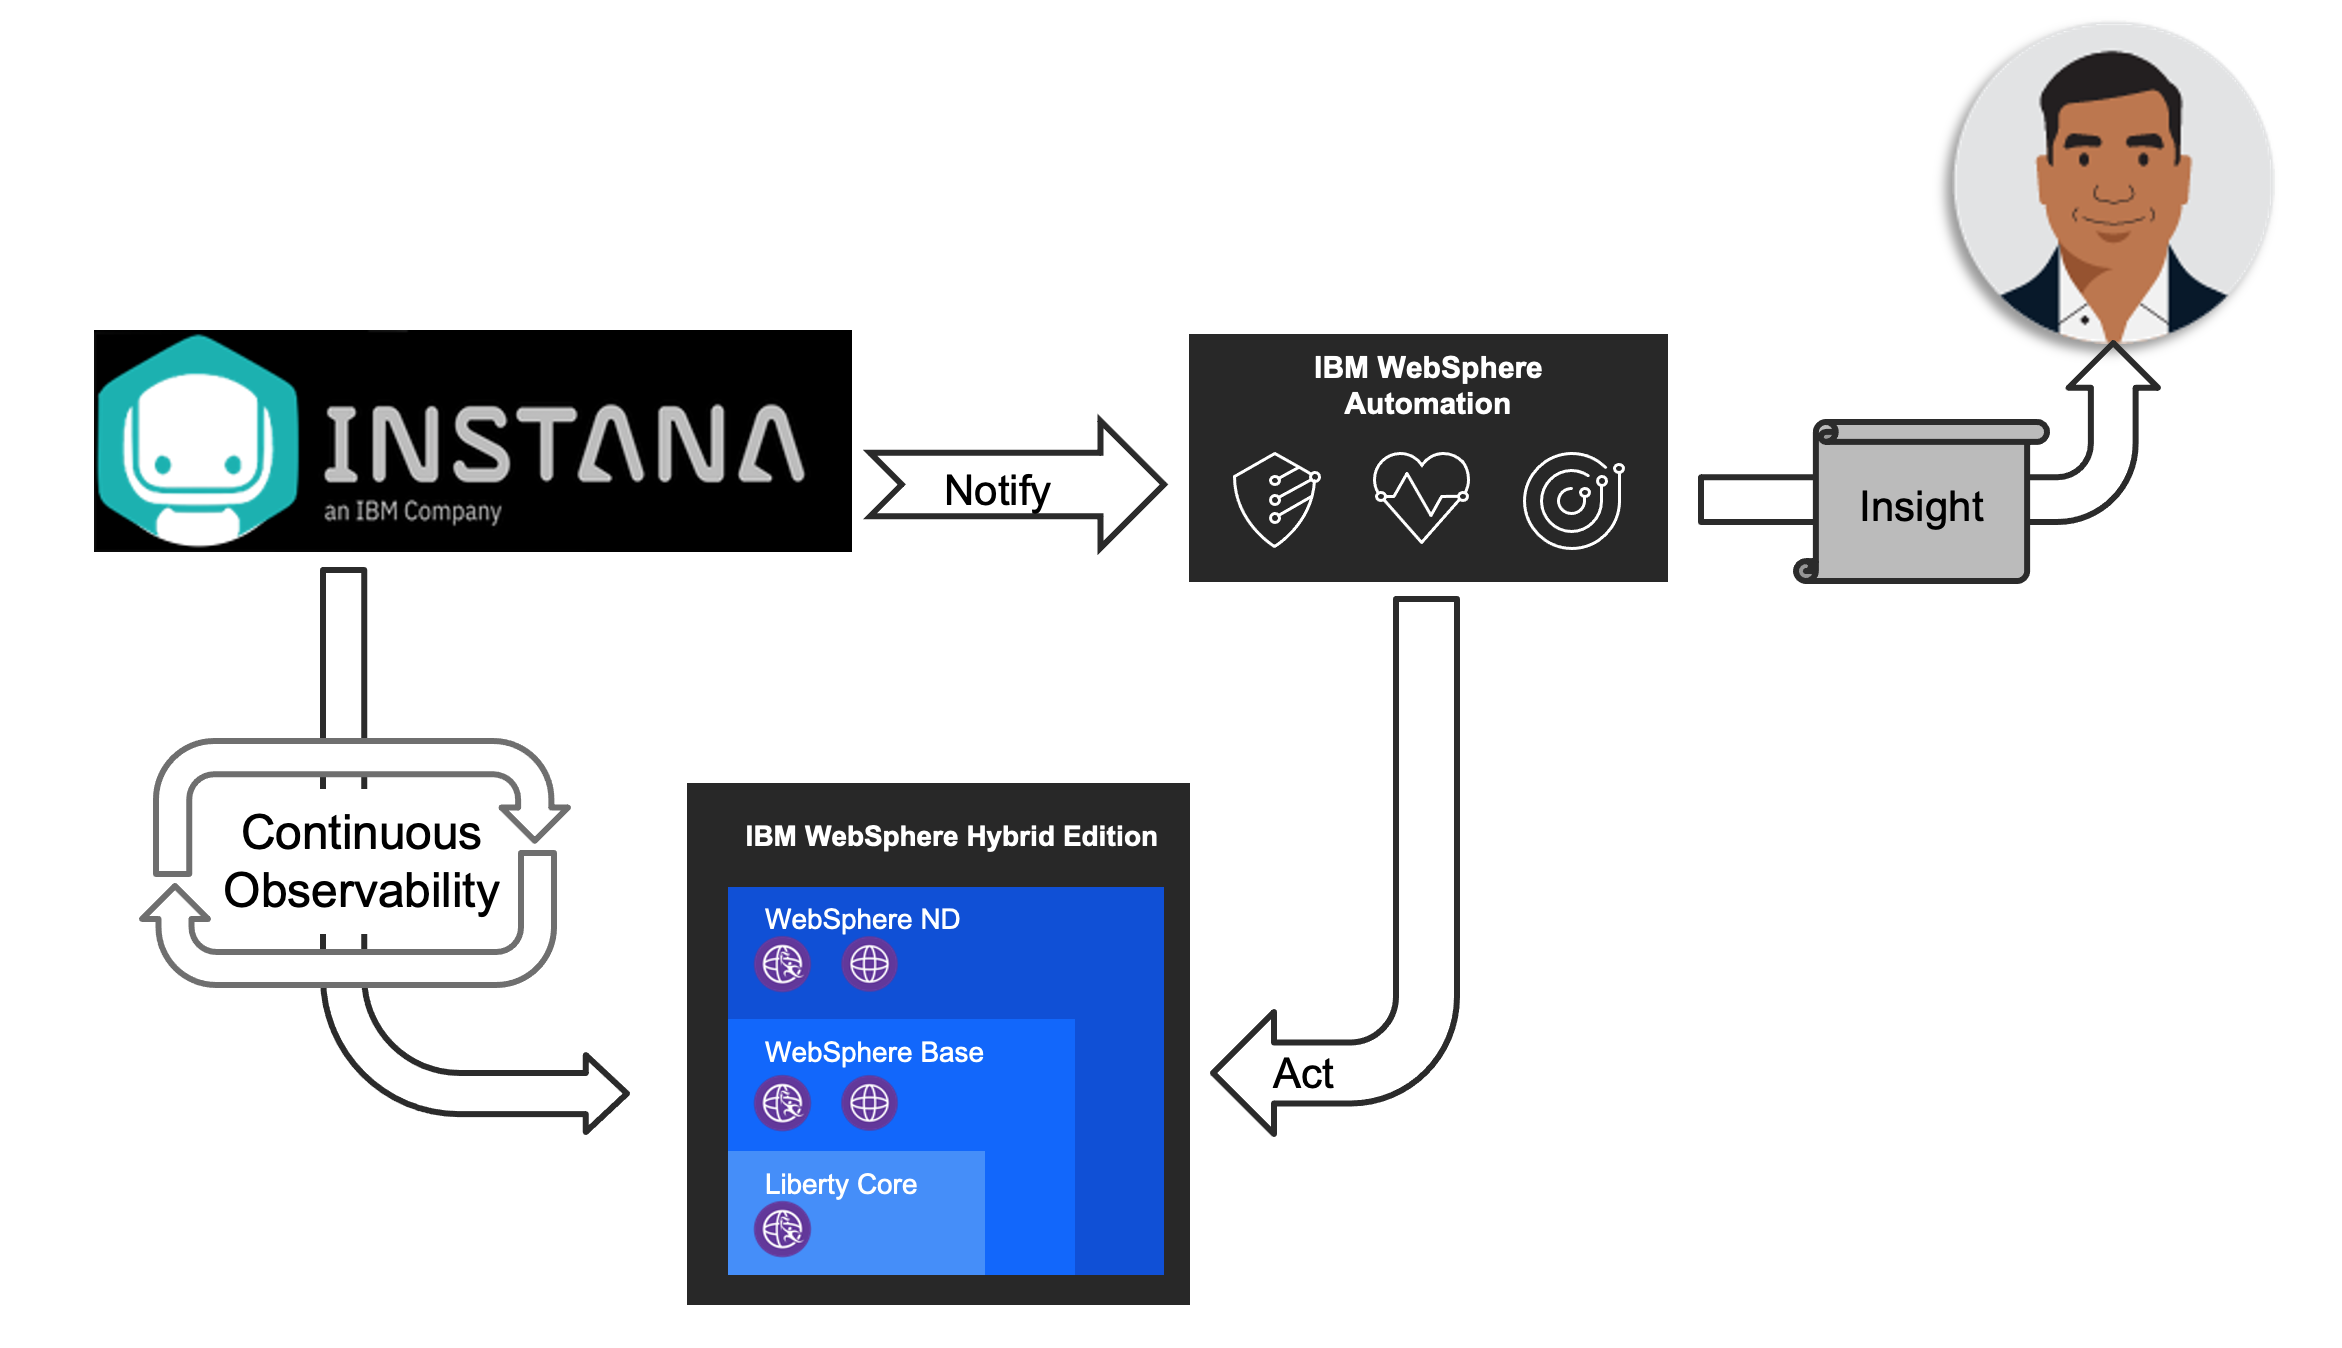 INSTANA
an IBM Company
Notify
IBM WebSphere
Automation
Insight
Continuous
Observability
IBM WebSphere Hybrid Edition
WebSphere ND
WebSphere Base
Liberty Core
Act